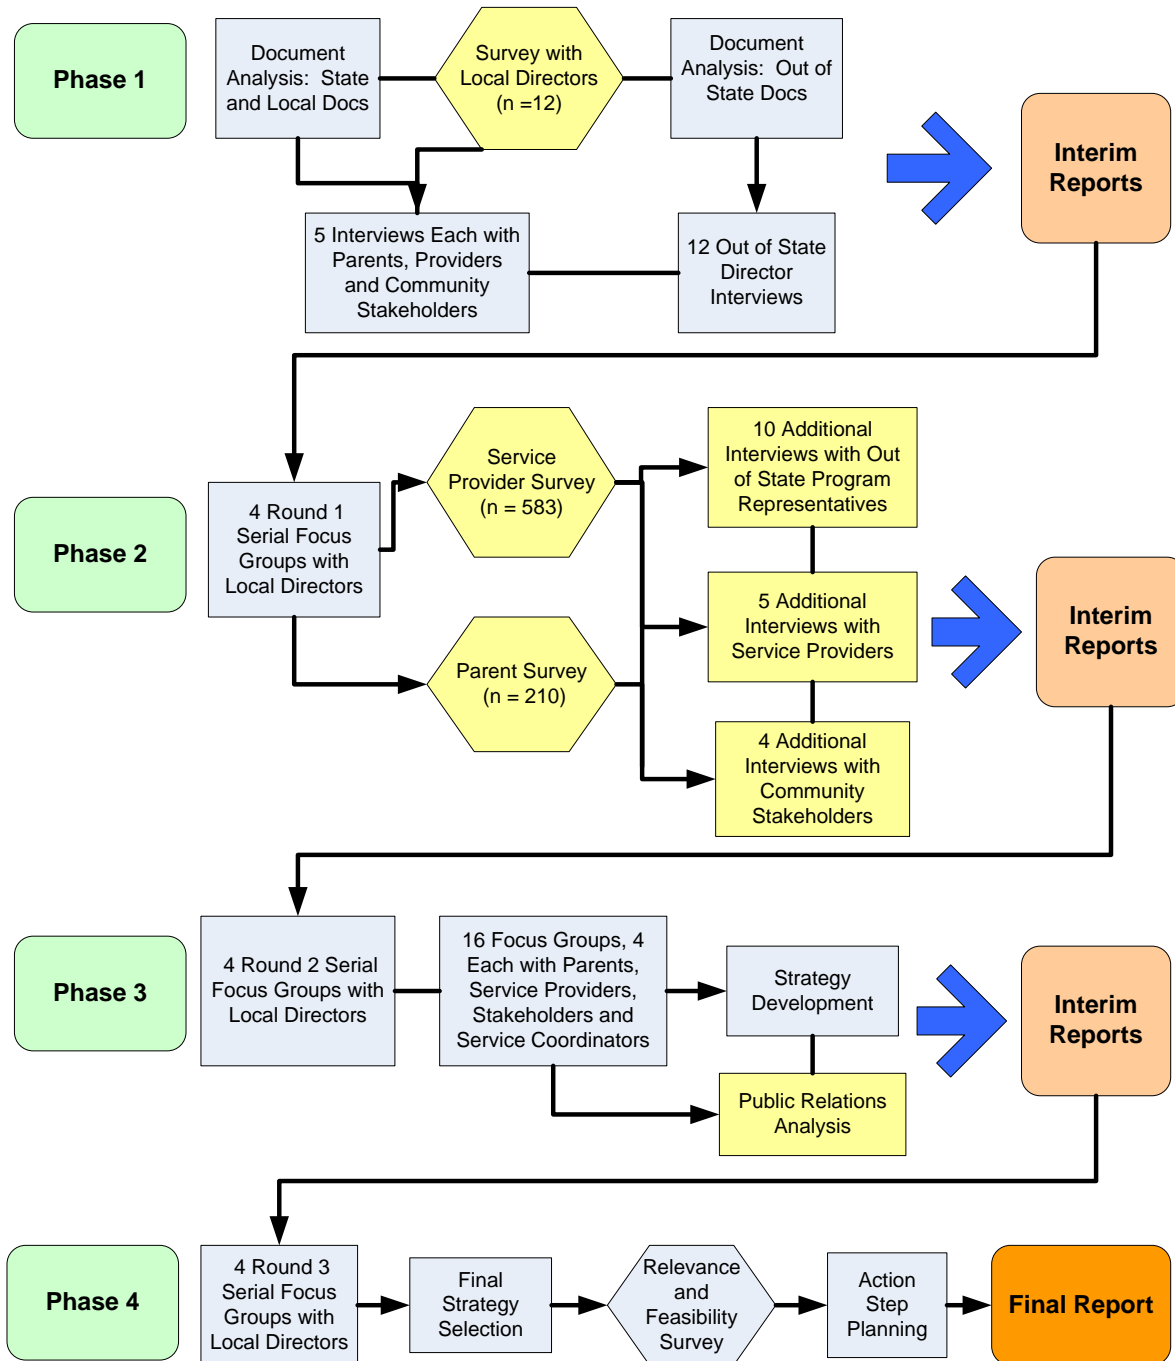 Phase 1
Document
Analysis:  State
and Local Docs
Survey with
Local Directors
(n =12)
Document
Analysis:  Out of
State Docs
Interim
Reports
5 Interviews Each with
Parents, Providers
and Community
Stakeholders
12 Out of State
Director
Interviews
Phase 2
4 Round 1
Serial Focus
Groups with
Local Directors
Service
Provider Survey
(n = 583)
Parent Survey
(n = 210)
10 Additional
Interviews with Out
of State Program
Representatives
5 Additional
Interviews with
Service Providers
4 Additional
Interviews with
Community
Stakeholders
Interim
Reports
Phase 3
4 Round 2 Serial
Focus Groups with
Local Directors
16 Focus Groups, 4
Each with Parents,
Service Providers,
Stakeholders and
Service Coordinators
Strategy
Development
Public Relations
Analysis
Interim
Reports
Phase 4
4 Round 3
Serial Focus
Groups with
Local Directors
Final
Strategy
Selection
Relevance
and
Feasibility
Survey
Action
Step
Planning
Final Report